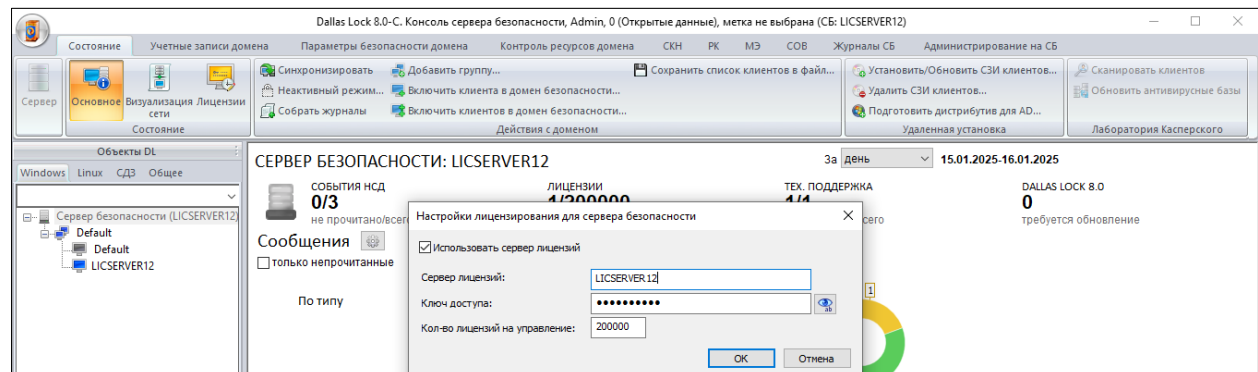 Dallas Lock 8.0-C. Консоль сервера безопасности, Admin, 0 (Открытые данные), метка не выбрана (СБ: LICSERVER12)
Состояние Учетные записи домена Параметры безопасности домена Контроль ресурсов домена СКН РК МЭ СОВ Журналы СБ Администрирование на СБ
Синхронизировать Добавить группу... Сохранить список клиентов в файл... Установить/Обновить СЗИ клиентов... Сканировать клиентов
Сервер Основное Визуализация сети Лицензии Неактивный режим... Включить клиента в домен безопасности... Удалить СЗИ клиентов... Обновить антивирусные базы
Собрать журналы Включить клиентов в домен безопасности... Подготовить дистрибутив для AD...
Состояние Действия с доменом Удаленная установка Лаборатория Касперского
Объекты DL
Windows Linux СДЗ Общее
Сервер безопасности (LICSERVER12)
Default
Default
LICSERVER12
СЕРВЕР БЕЗОПАСНОСТИ: LICSERVER12 За день 15.01.2025-16.01.2025
СОБЫТИЯ НСД ЛИЦЕНЗИИ ТЕХ. ПОДДЕРЖКА DALLAS LOCK 8.0
0/3 1/200000 1/1 0
не прочитано/всего требуется обновление
Сообщения
только непрочитанные
По типу
1
Настройки лицензирования для сервера безопасности
Использовать сервер лицензий
Сервер лицензий: LICSERVER12
Ключ доступа: ●●●●●●●●●●
Кол-во лицензий на управление: 200000
OK Отмена